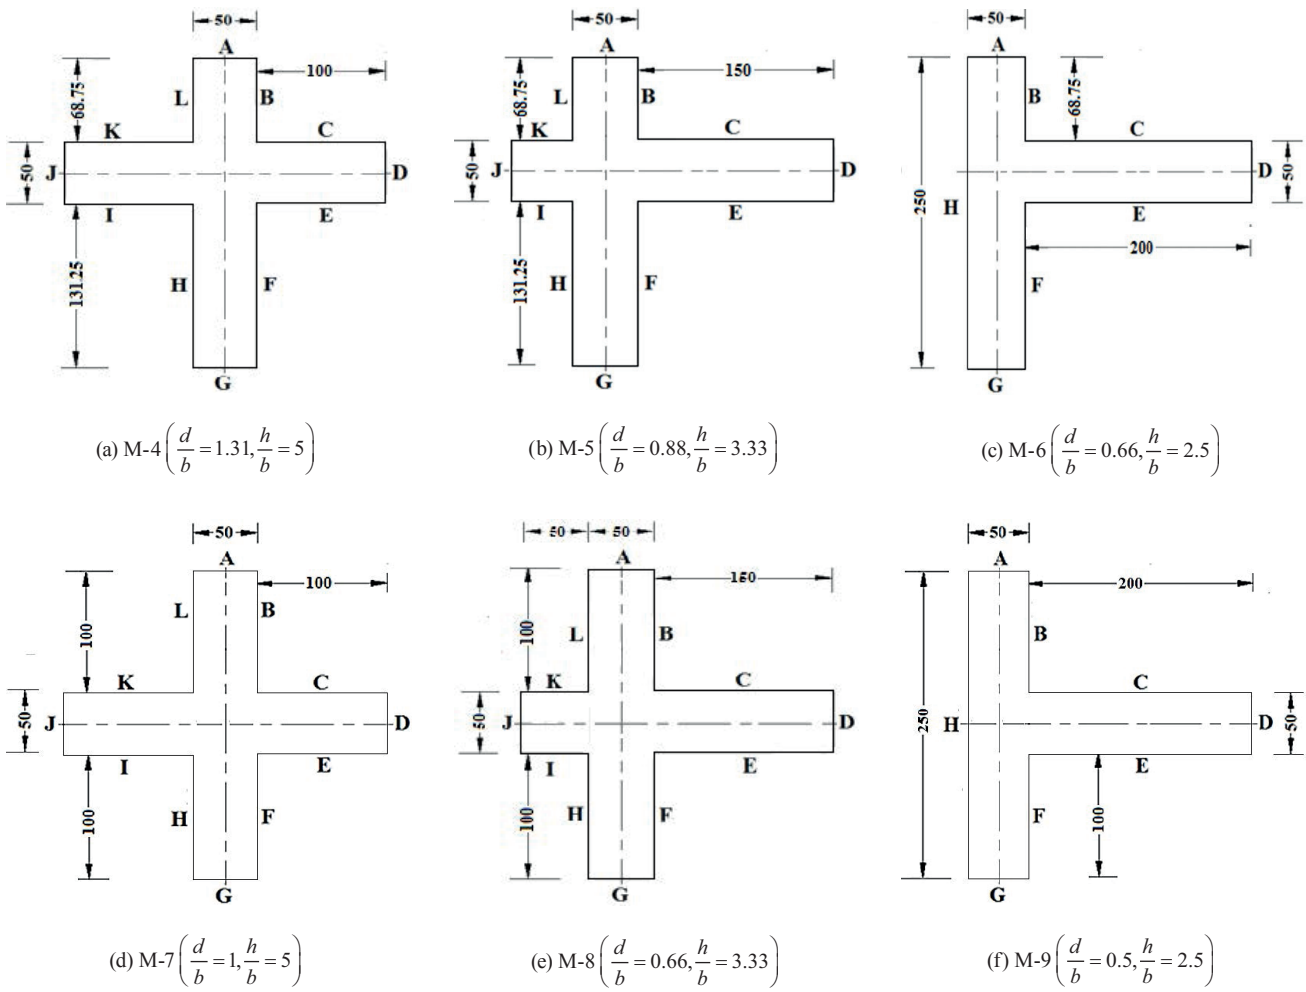 50
A
100
68.75
L
B
K
C
50
J
D
I
E
131.25
H
F
G
(a) M-4 (d/b = 1.31, h/b = 5)
50
A
150
68.75
L
B
K
C
50
J
D
I
E
131.25
H
F
G
(b) M-5 (d/b = 0.88, h/b = 3.33)
50
A
B
68.75
C
250
D
50
H
E
200
F
G
(c) M-6 (d/b = 0.66, h/b = 2.5)
50
A
100
L
B
100
K
C
50
J
D
I
E
100
H
F
G
(d) M-7 (d/b = 1, h/b = 5)
50
50
A
150
100
L
B
K
C
50
J
D
I
E
100
H
F
G
(e) M-8 (d/b = 0.66, h/b = 3.33)
50
A
200
B
C
250
H
D
50
E
100
F
G
(f) M-9 (d/b = 0.5, h/b = 2.5)